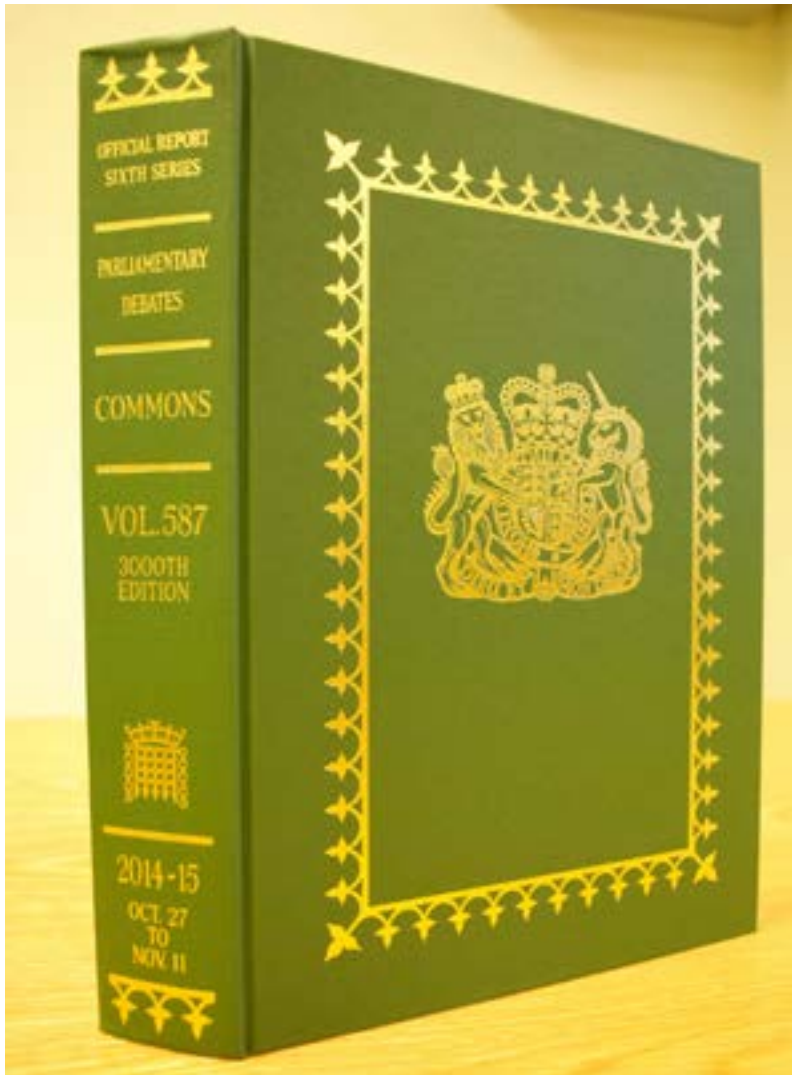 OFFICIAL REPORT
SIXTH SERIES
PARLIAMENTARY
DEBATES
COMMONS
VOL.587
3000TH
EDITION
2014-15
OCT. 27
TO
NOV. 11